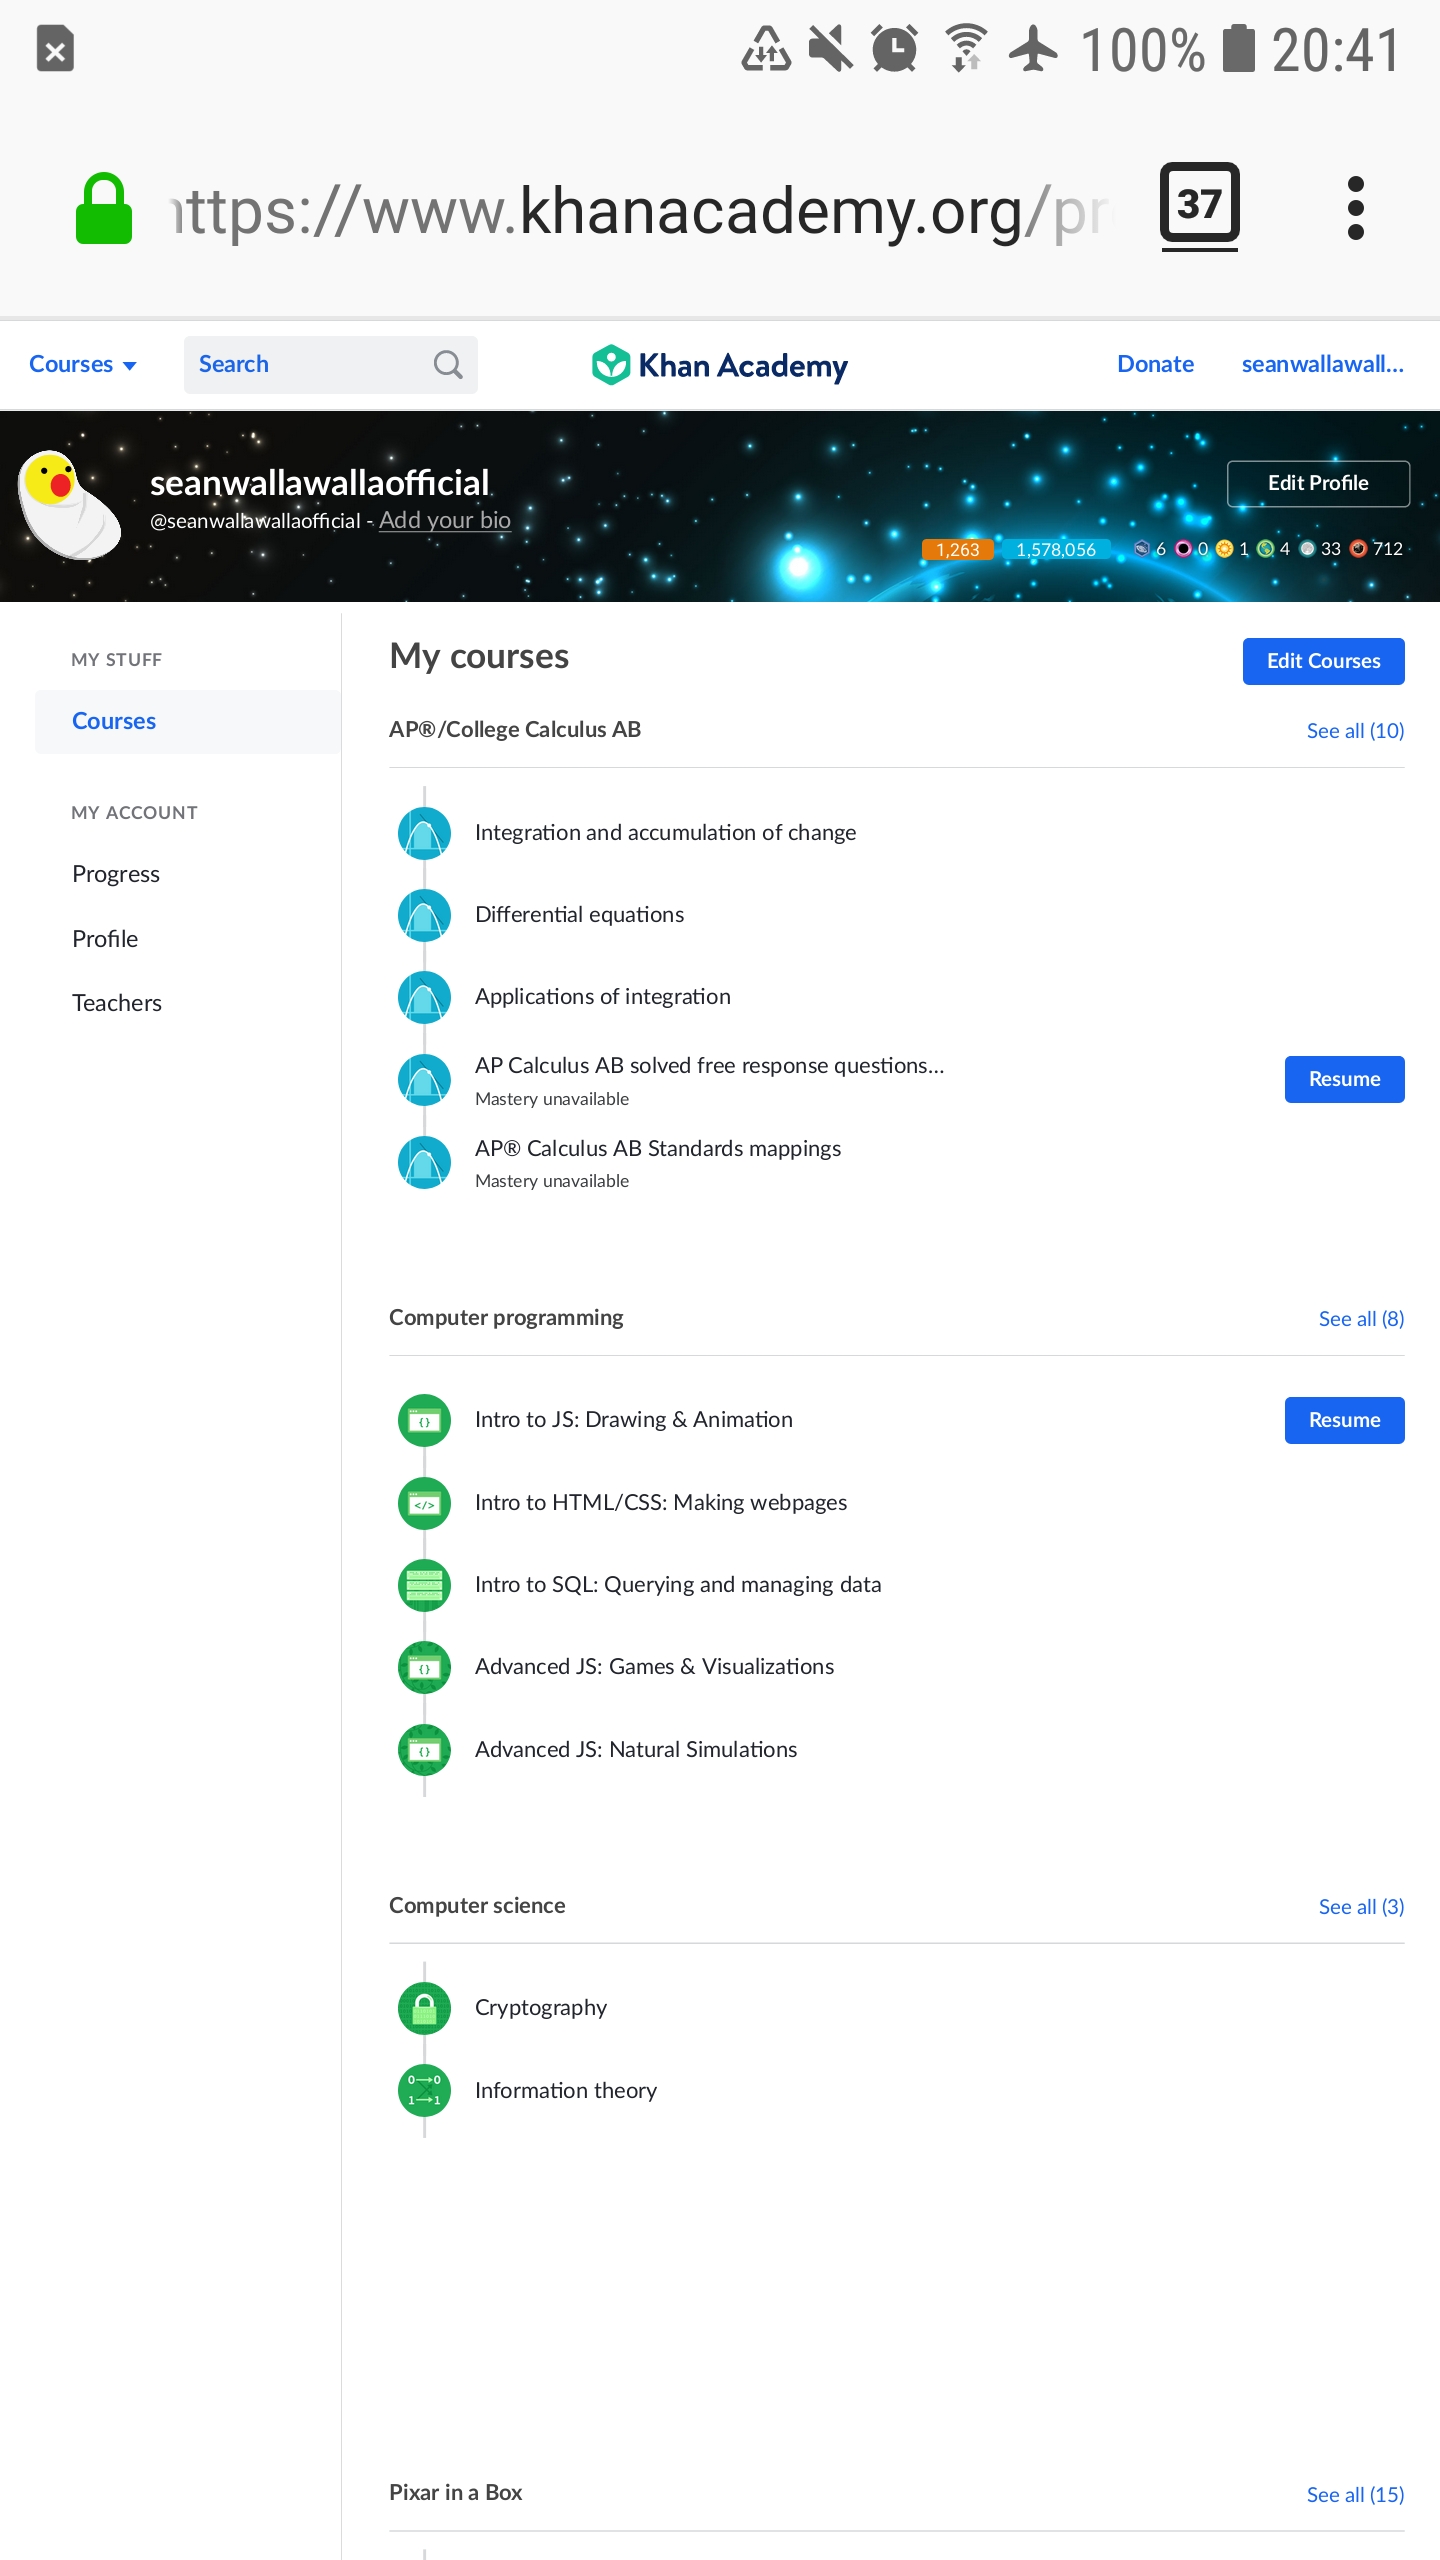 100% 20:41
https://www.khanacademy.org/pr
37
Courses
Search
Khan Academy
Donate
seanwallawall...
seanwallawallaofficial
@seanwallawallaofficial - Add your bio
Edit Profile
1,263 1,578,056 6 0 1 4 33 712
MY STUFF
Courses
MY ACCOUNT
Progress
Profile
Teachers
My courses
Edit Courses
AP®/College Calculus AB
See all (10)
Integration and accumulation of change
Differential equations
Applications of integration
AP Calculus AB solved free response questions...
Mastery unavailable
Resume
AP® Calculus AB Standards mappings
Mastery unavailable
Computer programming
See all (8)
Intro to JS: Drawing & Animation
Resume
Intro to HTML/CSS: Making webpages
Intro to SQL: Querying and managing data
Advanced JS: Games & Visualizations
Advanced JS: Natural Simulations
Computer science
See all (3)
Cryptography
Information theory
Pixar in a Box
See all (15)